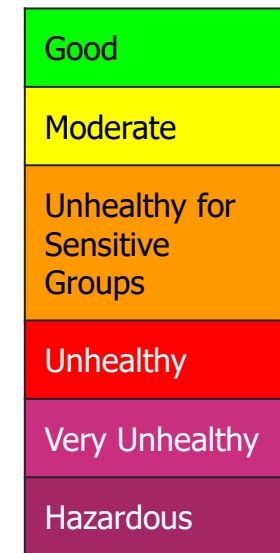 Good
Moderate
Unhealthy for
Sensitive
Groups
Unhealthy
Very Unhealthy
Hazardous